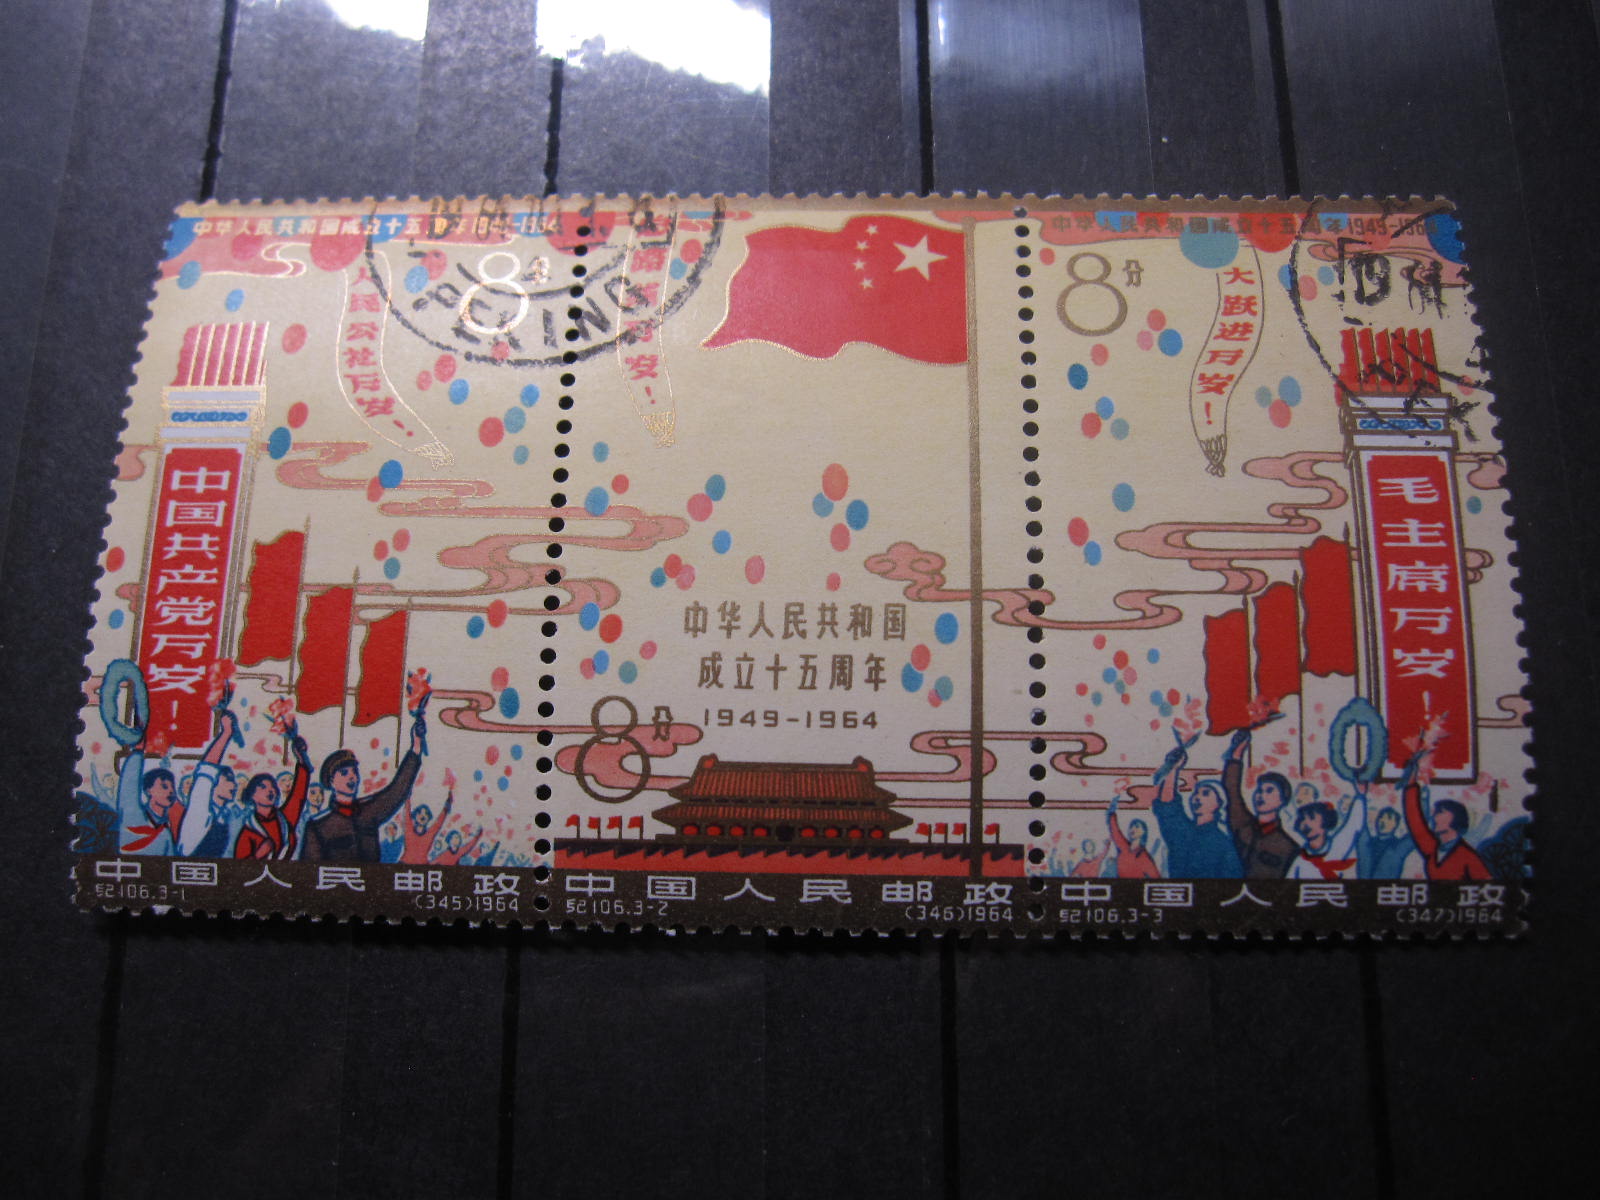 中华人民共和国成立十五周年1949-1964
8分
人民公社万岁!
中国共产党万岁!
中国人民邮政
纪106.3-1
(345)1964
PEKING
路
万岁!
中华人民共和国
成立十五周年
1949-1964
8分
中国人民邮政
纪106.3-2
(346)1964
中华人民共和国成立十五周年1949-1964
8分
大跃进万岁!
毛主席万岁!
中国人民邮政
纪106.3-3
(347)1964